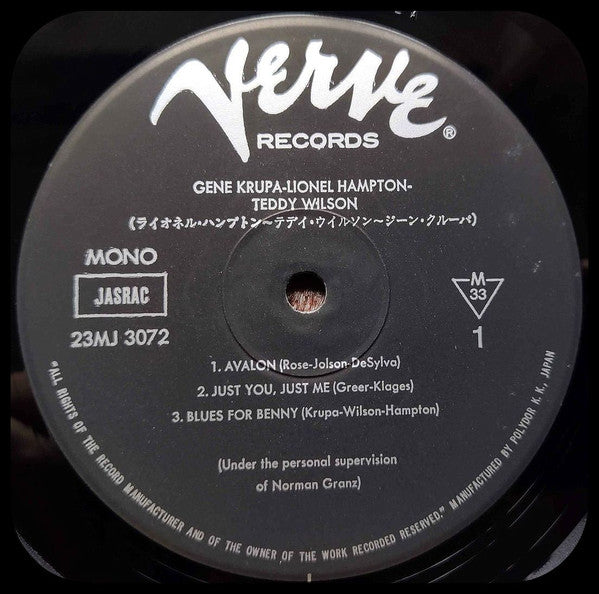 Verve®
RECORDS
GENE KRUPA-LIONEL HAMPTON-
TEDDY WILSON
《ライオネル・ハンプトン〜テデイ・ウイルソン〜ジーン・クルーパ》
MONO
JASRAC
23MJ 3072
M
33
1
1. AVALON (Rose-Jolson-DeSylva)
2. JUST YOU, JUST ME (Greer-Klages)
3. BLUES FOR BENNY (Krupa-Wilson-Hampton)
(Under the personal supervision
of Norman Granz)
"ALL RIGHTS OF THE RECORD MANUFACTURER AND OF THE OWNER OF THE WORK RECORDED RESERVED." MANUFACTURED BY POLYDOR K. K., JAPAN